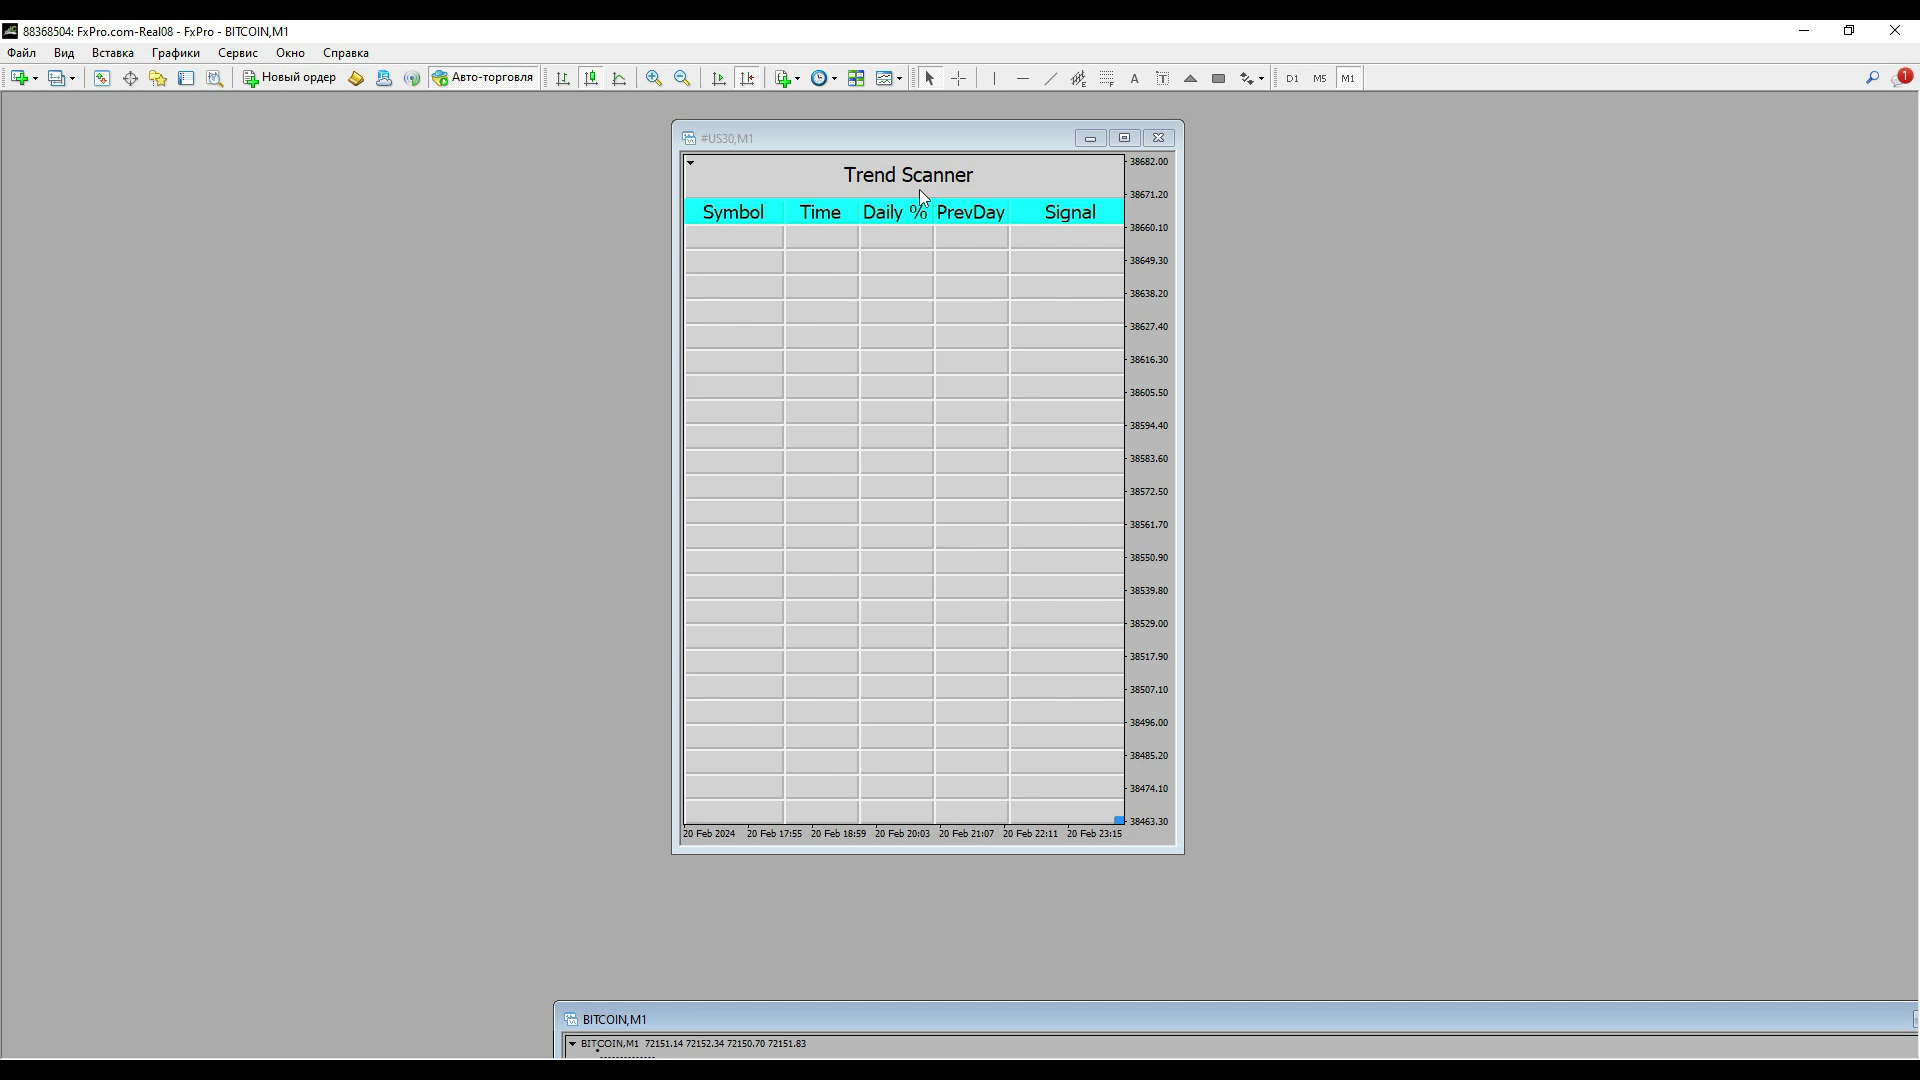 88368504: FxPro.com-Real08 - FxPro - BITCOIN,M1
Файл Вид Вставка Графики Сервис Окно Справка
Новый ордер Авто-торговля A T D1 M5 M1 1
#US30,M1
Trend Scanner
Symbol Time Daily % PrevDay Signal
38682.00
38671.20
38660.10
38649.30
38638.20
38627.40
38616.30
38605.50
38594.40
38583.60
38572.50
38561.70
38550.90
38539.80
38529.00
38517.90
38507.10
38496.00
38485.20
38474.10
38463.30
20 Feb 2024 20 Feb 17:55 20 Feb 18:59 20 Feb 20:03 20 Feb 21:07 20 Feb 22:11 20 Feb 23:15
BITCOIN,M1
BITCOIN,M1 72151.14 72152.34 72150.70 72151.83